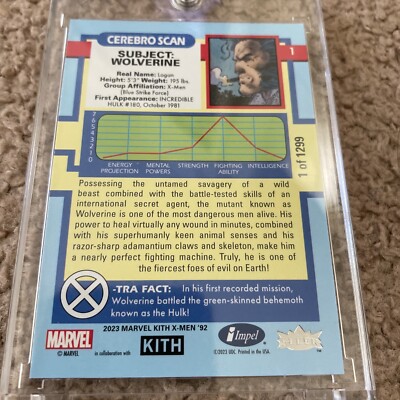 CEREBRO SCAN
1
SUBJECT:
WOLVERINE
Real Name: Logan
Height: 5'3" Weight: 195 lbs.
Group Affiliation: X-Men
(Blue Strike Force)
First Appearance: INCREDIBLE
HULK #180, October 1981
7
6
5
4
3
2
1
0
ENERGY
PROJECTION
MENTAL
POWERS
STRENGTH
FIGHTING
ABILITY
INTELLIGENCE
1 of 1299
Possessing the untamed savagery of a wild
beast combined with the battle-tested skills of an
international secret agent, the mutant known as
Wolverine is one of the most dangerous men alive. His
power to heal virtually any wound in minutes, combined
with his superhumanly keen animal senses and his
razor-sharp adamantium claws and skeleton, make him
a nearly perfect fighting machine. Truly, he is one of
the fiercest foes of evil on Earth!
X
-TRA FACT: In his first recorded mission,
Wolverine battled the green-skinned behemoth
known as the Hulk!
2023 MARVEL KITH X-MEN '92
MARVEL
© MARVEL
in collaboration with
KITH
Impel
©2023 UDC. Printed in the USA.
FLEER